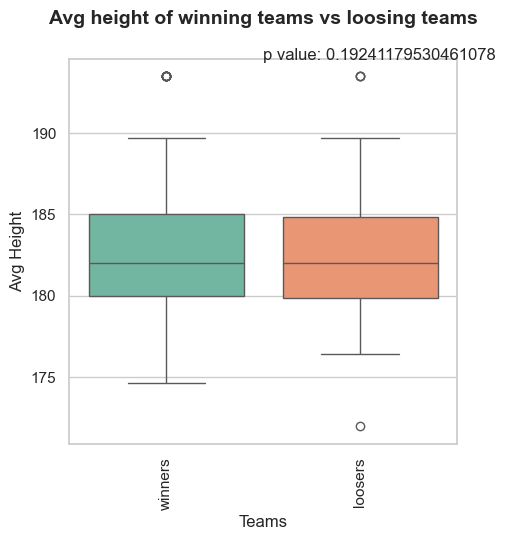 Avg height of winning teams vs loosing teams
p value: 0.19241179530461078
190
185
180
175
Avg Height
winners
loosers
Teams